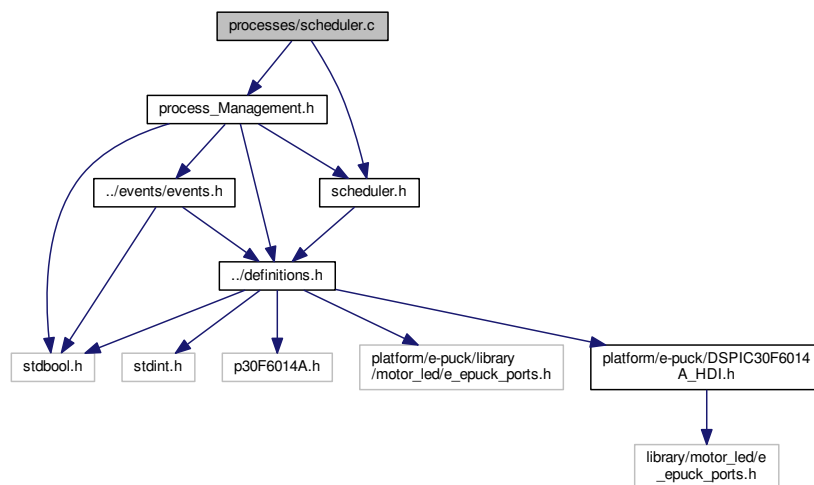 processes/scheduler.c
process_Management.h
../events/events.h
scheduler.h
../definitions.h
stdbool.h
stdint.h
p30F6014A.h
platform/e-puck/library
/motor_led/e_epuck_ports.h
platform/e-puck/DSPIC30F6014
A_HDI.h
library/motor_led/e
_epuck_ports.h